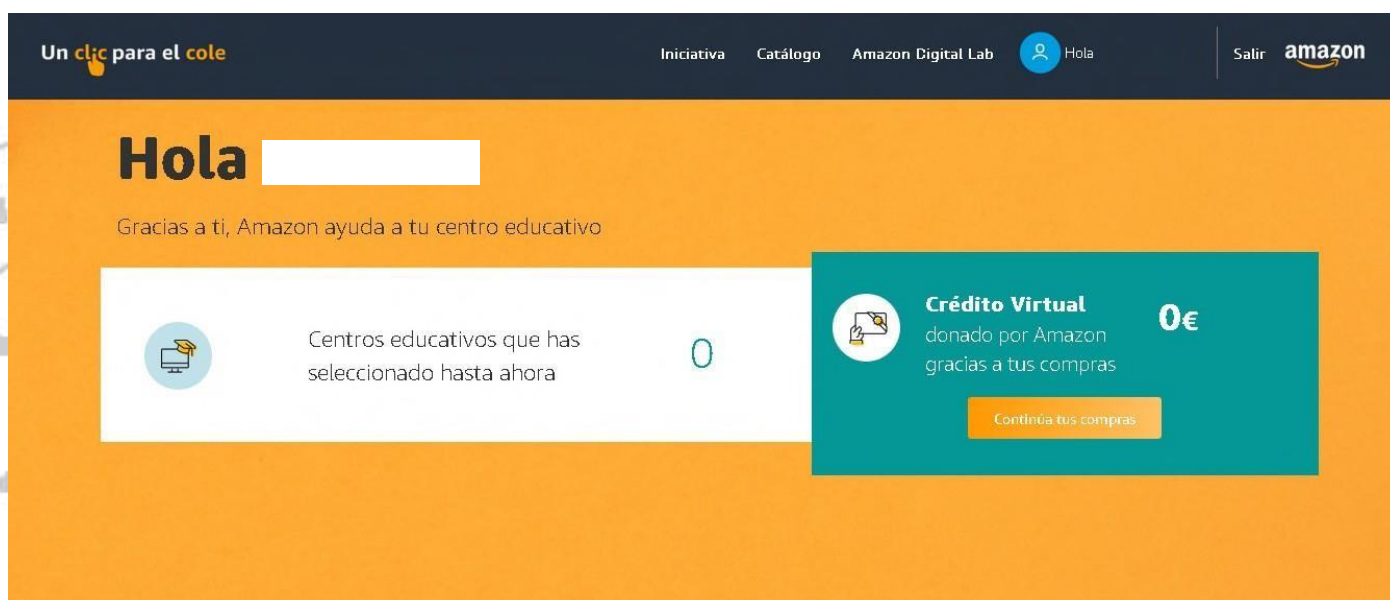 Un clic para el cole
Iniciativa
Catálogo
Amazon Digital Lab
Hola
Salir
amazon
Hola
Gracias a ti, Amazon ayuda a tu centro educativo
Centros educativos que has
seleccionado hasta ahora
0
Crédito Virtual
donado por Amazon
gracias a tus compras
0€
Continúa tus compras